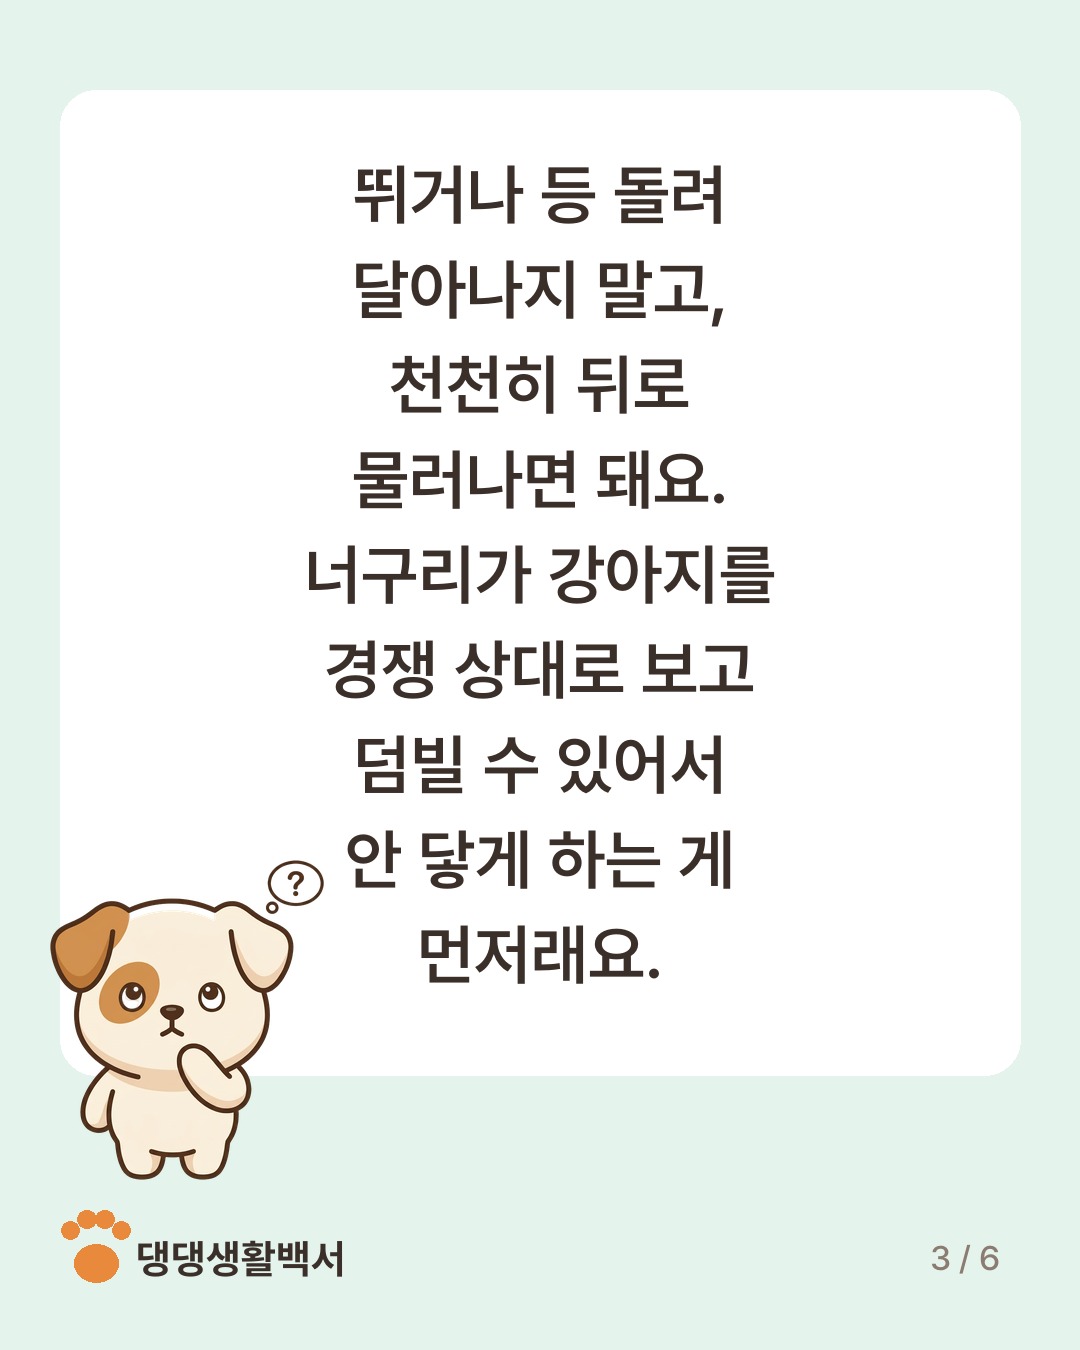 뛰거나 등 돌려
달아나지 말고,
천천히 뒤로
물러나면 돼요.
너구리가 강아지를
경쟁 상대로 보고
덤빌 수 있어서
안 닿게 하는 게
먼저래요.
?
댕댕생활백서
3 / 6